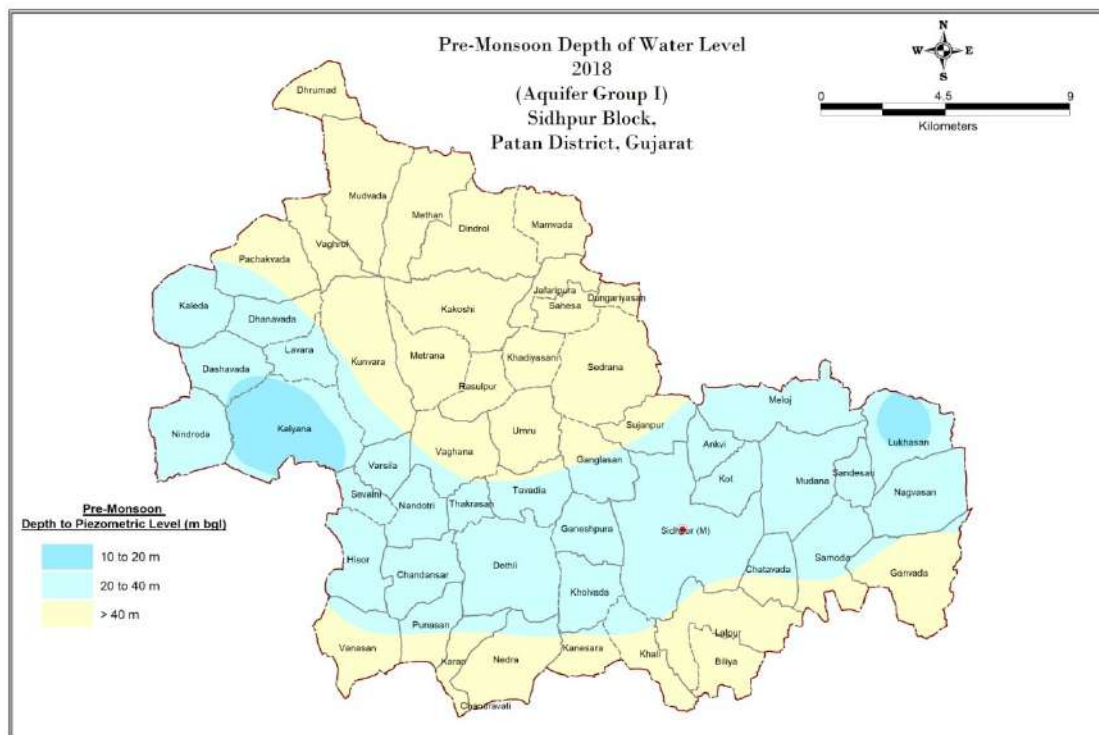 Pre-Monsoon Depth of Water Level
2018
(Aquifer Group I)
Sidhpur Block,
Patan District, Gujarat
N
W E
S
0 4.5 9
Kilometers
Dhrumad
Mudvada
Methan
Mamvada
Dindrol
Vaghrol
Pachakvada
Jafaripura
Dungariyasan
Kaleda
Sahesa
Kakoshi
Dhanavada
Lavara
Kunvara
Metrana
Khadiyasani
Sedrana
Dashavada
Rasulpur
Meloj
Kalyana
Umru
Sujanpur
Nindroda
Ankvi
Lukhasan
Vaghana
Ganglasan
Varsila
Sandesari
Kot
Mudana
Sevalni
Tavadia
Nagvasan
Nandotri
Thakrasan
Ganeshpura
Sidhpur (M)
Hisor
Dethli
Samoda
Chandansar
Chatavada
Ganvada
Kholvada
Punasan
Lalpur
Vanasan
Kanesara
Khali
Nedra
Karan
Biliya
Chandravati
Pre-Monsoon
Depth to Piezometric Level (m bgl)
10 to 20 m
20 to 40 m
> 40 m